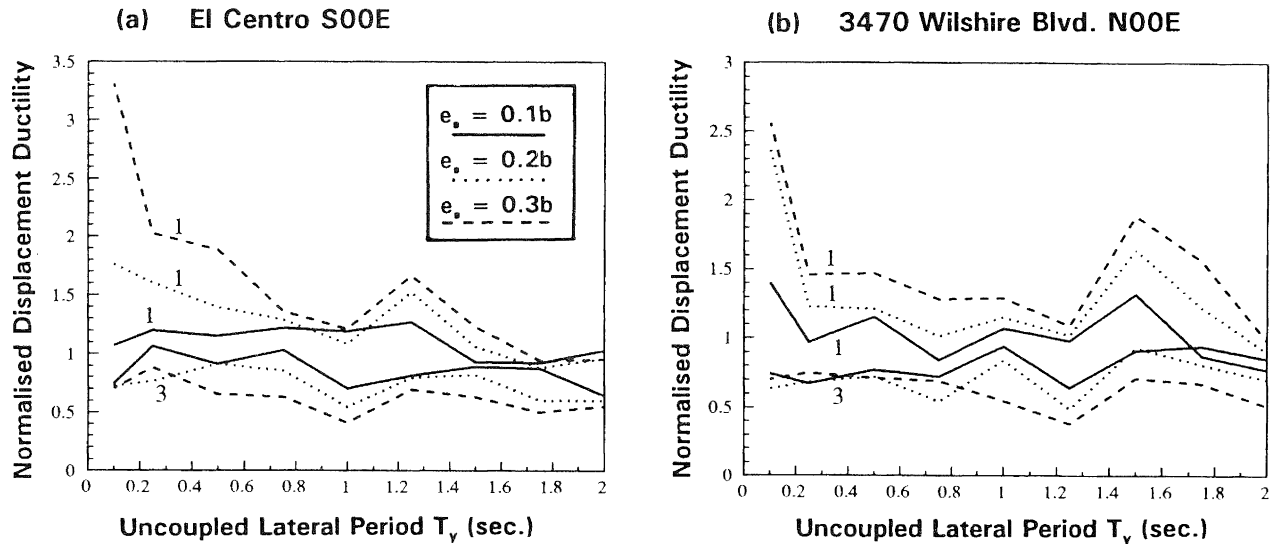 (a) El Centro S00E
Normalised Displacement Ductility
3.5
3
2.5
2
1.5
1
0.5
0
e_s = 0.1b
e_s = 0.2b
e_s = 0.3b
1
1
1
3
0 0.2 0.4 0.6 0.8 1 1.2 1.4 1.6 1.8 2
Uncoupled Lateral Period T_y (sec.)
(b) 3470 Wilshire Blvd. N00E
Normalised Displacement Ductility
3
2.5
2
1.5
1
0.5
0
1
1
1
3
0 0.2 0.4 0.6 0.8 1 1.2 1.4 1.6 1.8 2
Uncoupled Lateral Period T_y (sec.)